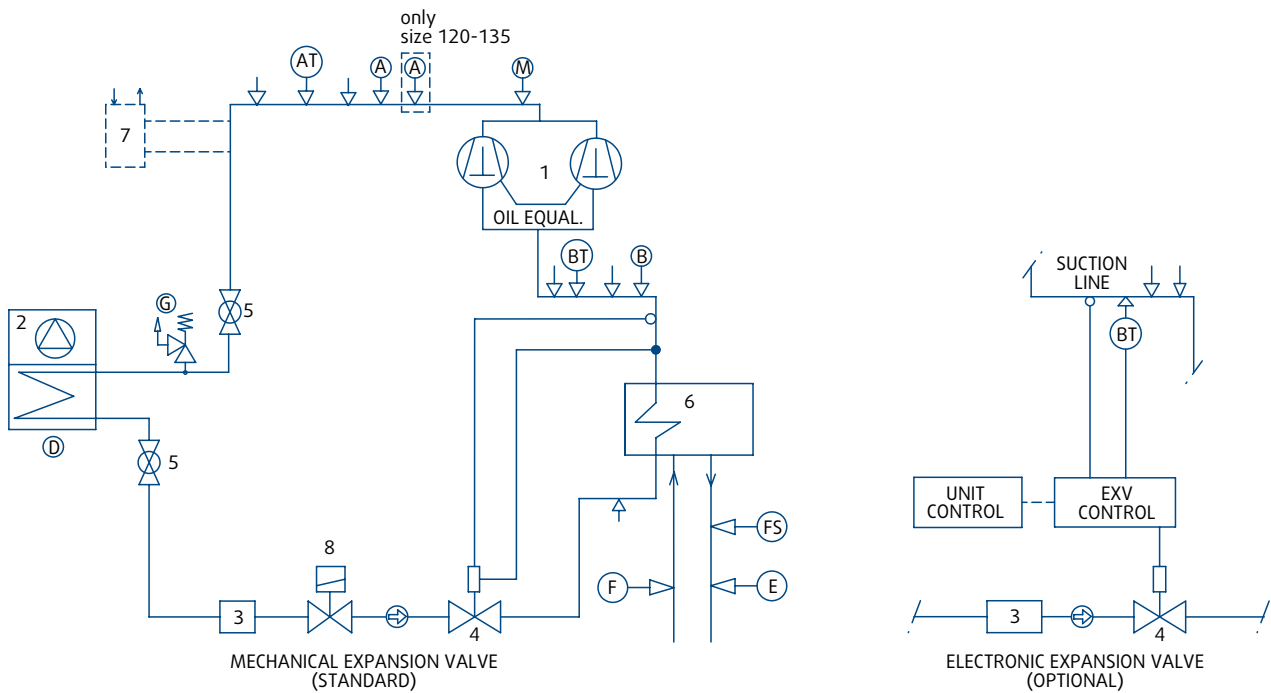 only
size 120-135
AT
A
A
M
7
1
OIL EQUAL.
BT
B
SUCTION
LINE
G
5
2
BT
6
D
5
UNIT
CONTROL
EXV
CONTROL
FS
8
F
E
3
4
3
4
MECHANICAL EXPANSION VALVE
(STANDARD)
ELECTRONIC EXPANSION VALVE
(OPTIONAL)